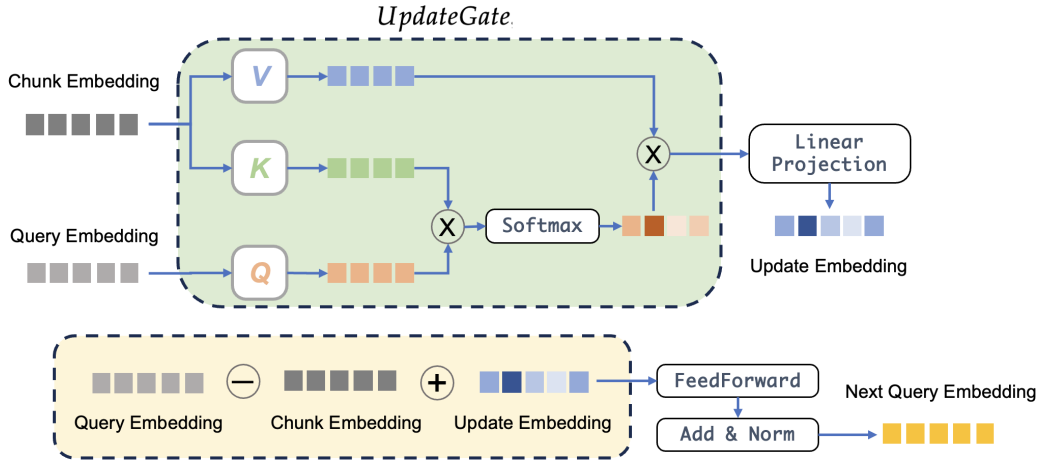 UpdateGate.
Chunk Embedding
V
K
Linear
Projection
X
Query Embedding
X
Softmax
Q
Update Embedding
Query Embedding
−
Chunk Embedding
+
Update Embedding
FeedForward
Add & Norm
Next Query Embedding